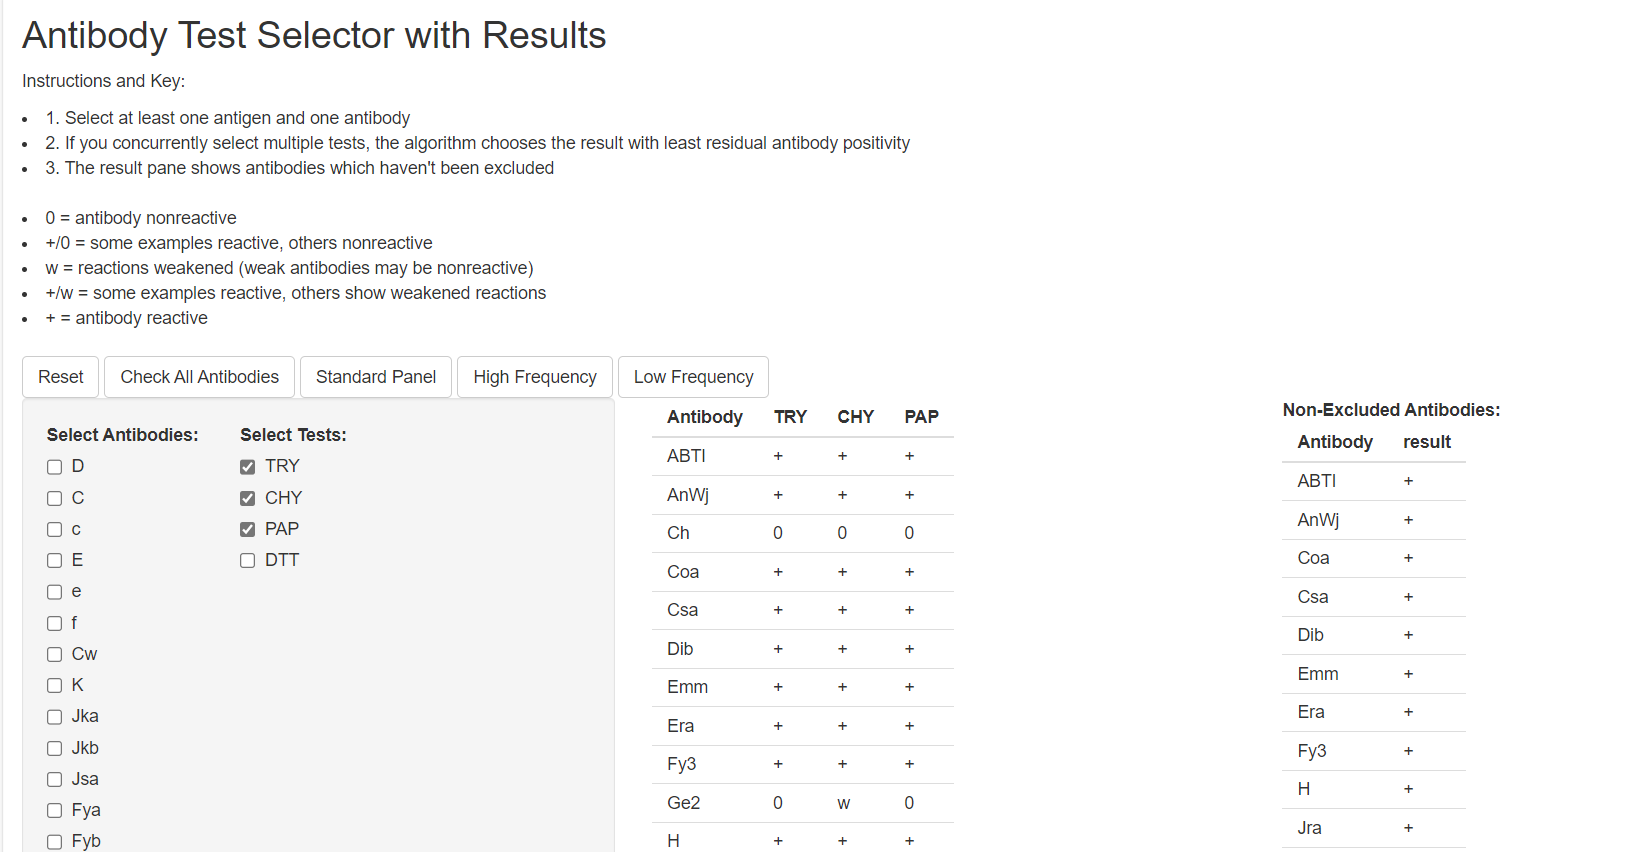 Antibody Test Selector with Results
Instructions and Key:
1. Select at least one antigen and one antibody
2. If you concurrently select multiple tests, the algorithm chooses the result with least residual antibody positivity
3. The result pane shows antibodies which haven't been excluded
0 = antibody nonreactive
+/0 = some examples reactive, others nonreactive
w = reactions weakened (weak antibodies may be nonreactive)
+/w = some examples reactive, others show weakened reactions
+ = antibody reactive
Reset Check All Antibodies Standard Panel High Frequency Low Frequency
Select Antibodies:
D
C
c
E
e
f
Cw
K
Jka
Jkb
Jsa
Fya
Fyb
Select Tests:
TRY
CHY
PAP
DTT
Antibody TRY CHY PAP
ABTI + + +
AnWj + + +
Ch 0 0 0
Coa + + +
Csa + + +
Dib + + +
Emm + + +
Era + + +
Fy3 + + +
Ge2 0 w 0
H + + +
Non-Excluded Antibodies:
Antibody result
ABTI +
AnWj +
Coa +
Csa +
Dib +
Emm +
Era +
Fy3 +
H +
Jra +